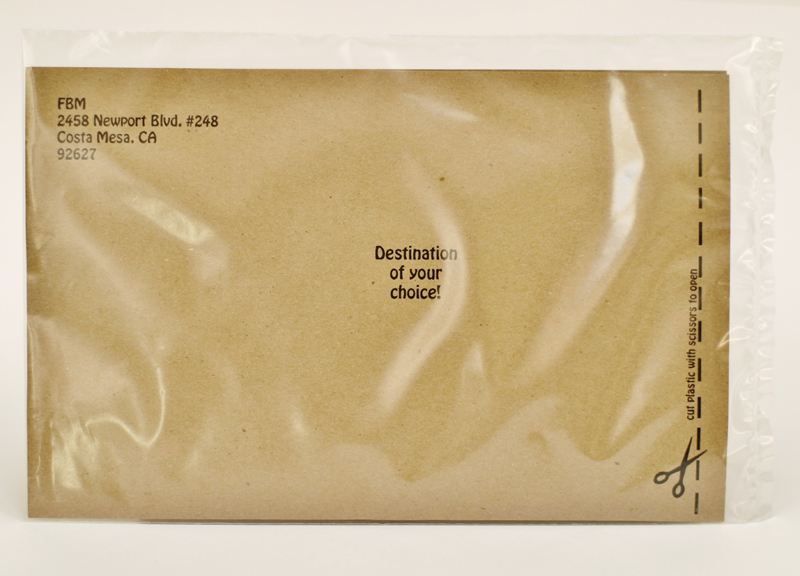 FBM
2458 Newport Blvd. #248
Costa Mesa. CA
92627
Destination
of your
choice!
cut plastic with scissors to open